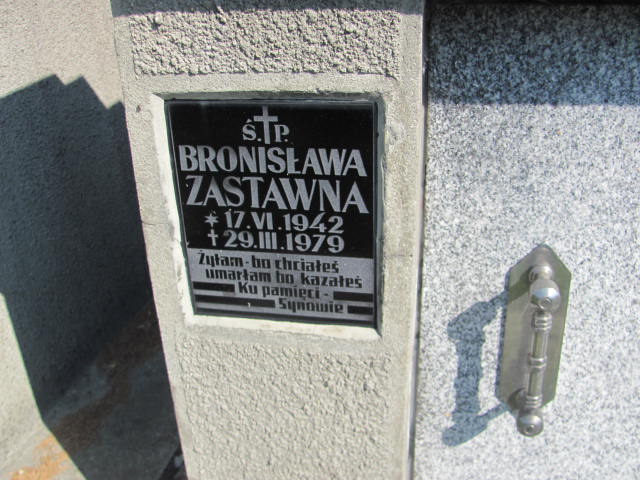 Ś.P.
BRONISŁAWA
ZASTAWNA
* 17.VI.1942
✝ 29.III.1979
Żyłam-bo chciałeś
umarłam bo kazałeś
Ku pamięci-
Synowie